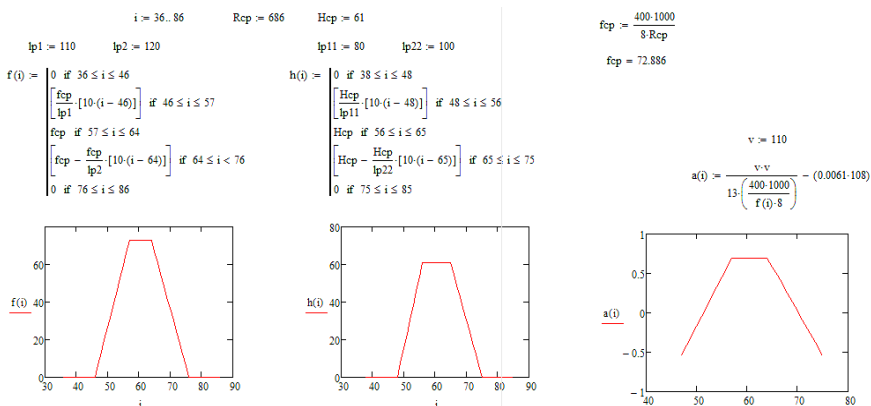 i := 36.. 86
Rcp := 686
Hcp := 61
lp1 := 110
lp2 := 120
lp11 := 80
lp22 := 100
f(i) :=
0 if 36 ≤ i ≤ 46
[fcp/lp1·[10·(i − 46)]] if 46 ≤ i ≤ 57
fcp if 57 ≤ i ≤ 64
[fcp − fcp/lp2·[10·(i − 64)]] if 64 ≤ i < 76
0 if 76 ≤ i ≤ 86
h(i) :=
0 if 38 ≤ i ≤ 48
[Hcp/lp11·[10·(i − 48)]] if 48 ≤ i ≤ 56
Hcp if 56 ≤ i ≤ 65
[Hcp − Hcp/lp22·[10·(i − 65)]] if 65 ≤ i ≤ 75
0 if 75 ≤ i ≤ 85
fcp := 400·1000/8·Rcp
fcp = 72.886
v := 110
a(i) := v·v/13·(400·1000/f(i)·8) − (0.0061·108)
60
f(i) 40
20
0
30 40 50 60 70 80 90
i
80
60
h(i) 40
20
0
30 40 50 60 70 80 90
i
1
0.5
a(i) 0
− 0.5
− 1
40 50 60 70 80